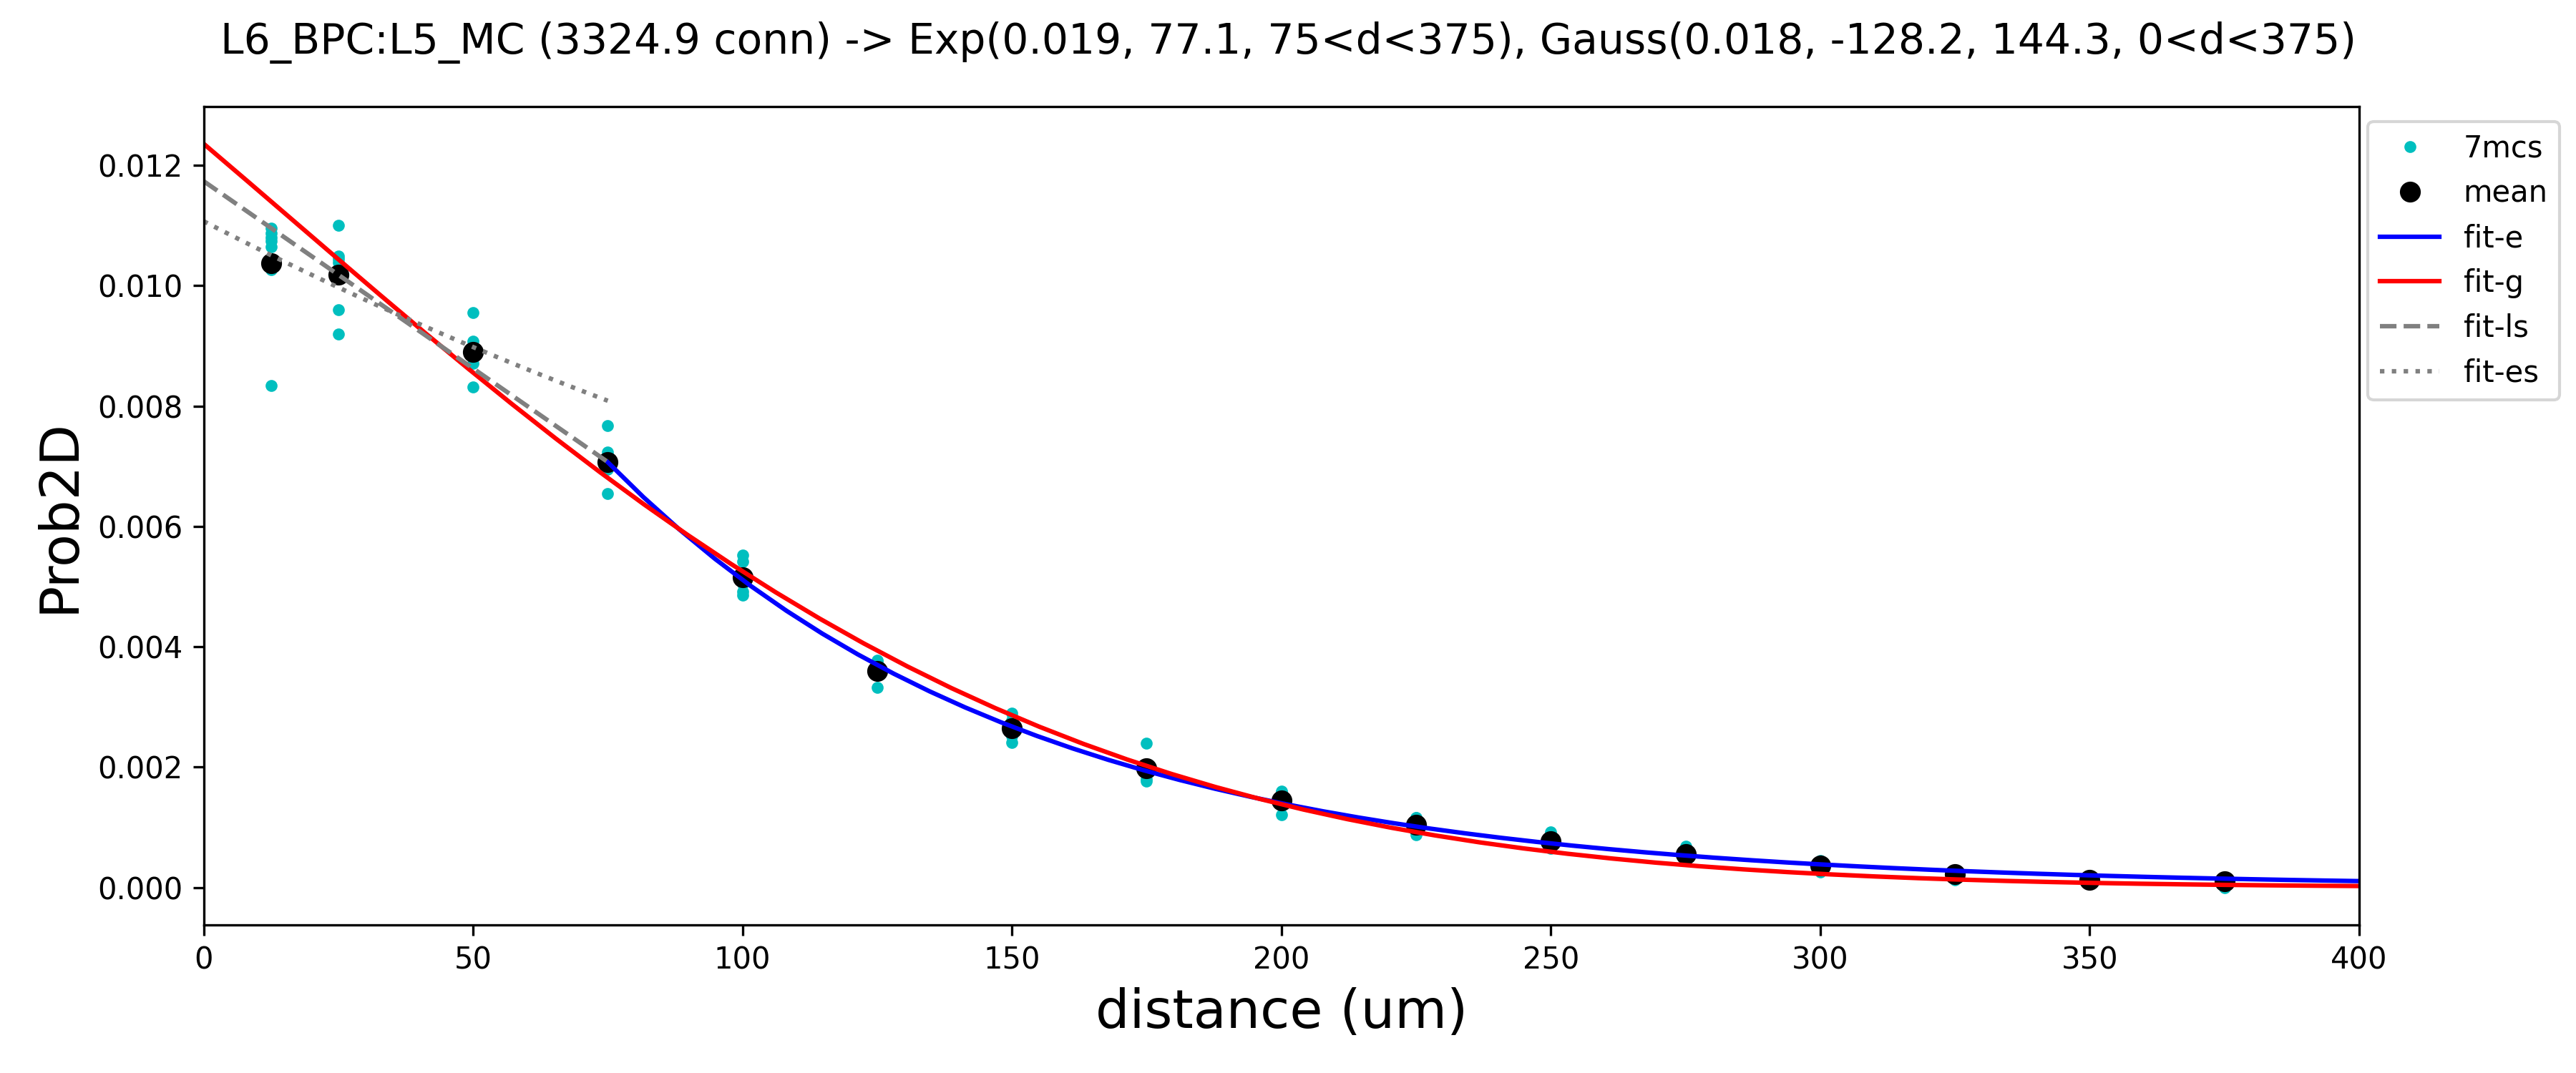 L6_BPC:L5_MC (3324.9 conn) -> Exp(0.019, 77.1, 75<d<375), Gauss(0.018, -128.2, 144.3, 0<d<375)
7mcs
mean
fit-e
fit-g
fit-ls
fit-es
Prob2D
0.012
0.010
0.008
0.006
0.004
0.002
0.000
0 50 100 150 200 250 300 350 400
distance (um)